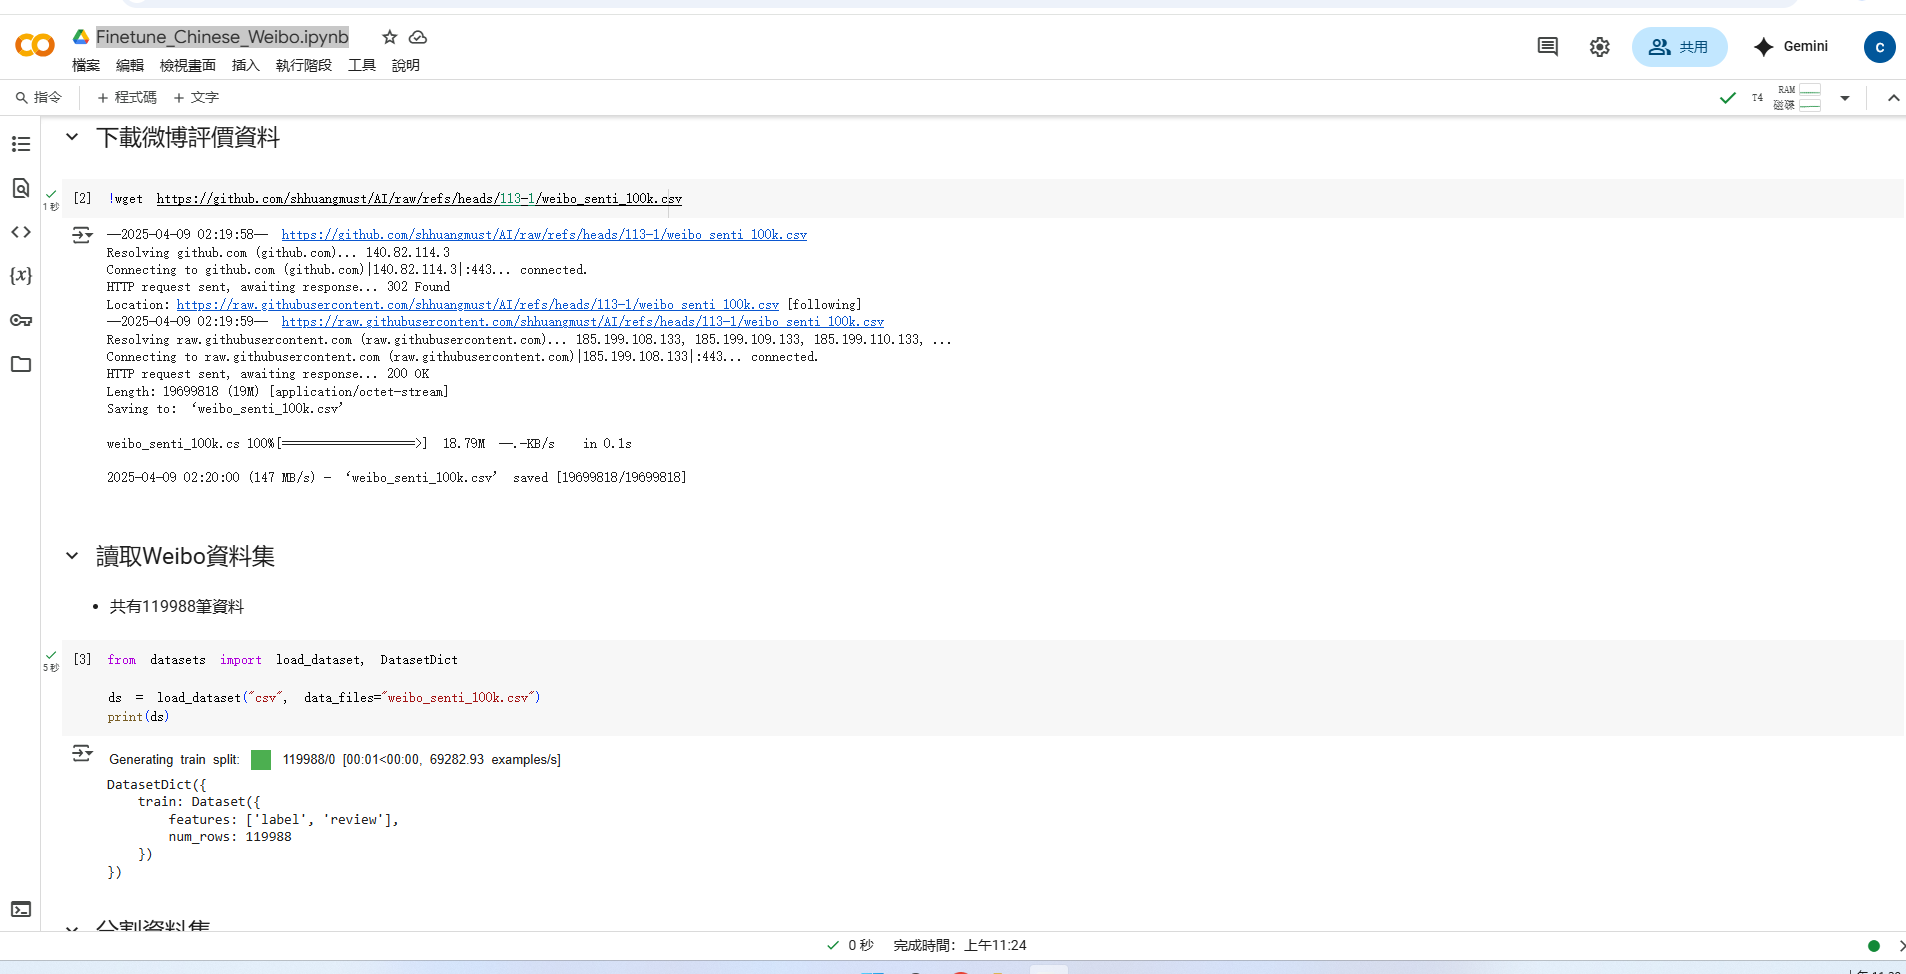 Finetune_Chinese_Weibo.ipynb
檔案 編輯 檢視畫面 插入 執行階段 工具 說明
共用
Gemini
C
指令 + 程式碼 + 文字
T4 RAM 磁碟
下載微博評價資料
1 秒
[2] !wget https://github.com/shhuangmust/AI/raw/refs/heads/113-1/weibo_senti_100k.csv
--2025-04-09 02:19:58-- https://github.com/shhuangmust/AI/raw/refs/heads/113-1/weibo_senti_100k.csv
Resolving github.com (github.com)... 140.82.114.3
Connecting to github.com (github.com)|140.82.114.3|:443... connected.
HTTP request sent, awaiting response... 302 Found
Location: https://raw.githubusercontent.com/shhuangmust/AI/refs/heads/113-1/weibo_senti_100k.csv [following]
--2025-04-09 02:19:59-- https://raw.githubusercontent.com/shhuangmust/AI/refs/heads/113-1/weibo_senti_100k.csv
Resolving raw.githubusercontent.com (raw.githubusercontent.com)... 185.199.108.133, 185.199.109.133, 185.199.110.133, ...
Connecting to raw.githubusercontent.com (raw.githubusercontent.com)|185.199.108.133|:443... connected.
HTTP request sent, awaiting response... 200 OK
Length: 19699818 (19M) [application/octet-stream]
Saving to: ‘weibo_senti_100k.csv’
weibo_senti_100k.cs 100%[===================>] 18.79M --.-KB/s in 0.1s
2025-04-09 02:20:00 (147 MB/s) - ‘weibo_senti_100k.csv’ saved [19699818/19699818]
讀取Weibo資料集
• 共有119988筆資料
5 秒
[3] from datasets import load_dataset, DatasetDict
ds = load_dataset("csv", data_files="weibo_senti_100k.csv")
print(ds)
Generating train split: 119988/0 [00:01<00:00, 69282.93 examples/s]
DatasetDict({
train: Dataset({
features: ['label', 'review'],
num_rows: 119988
})
})
分割資料集
0 秒 完成時間：上午11:24